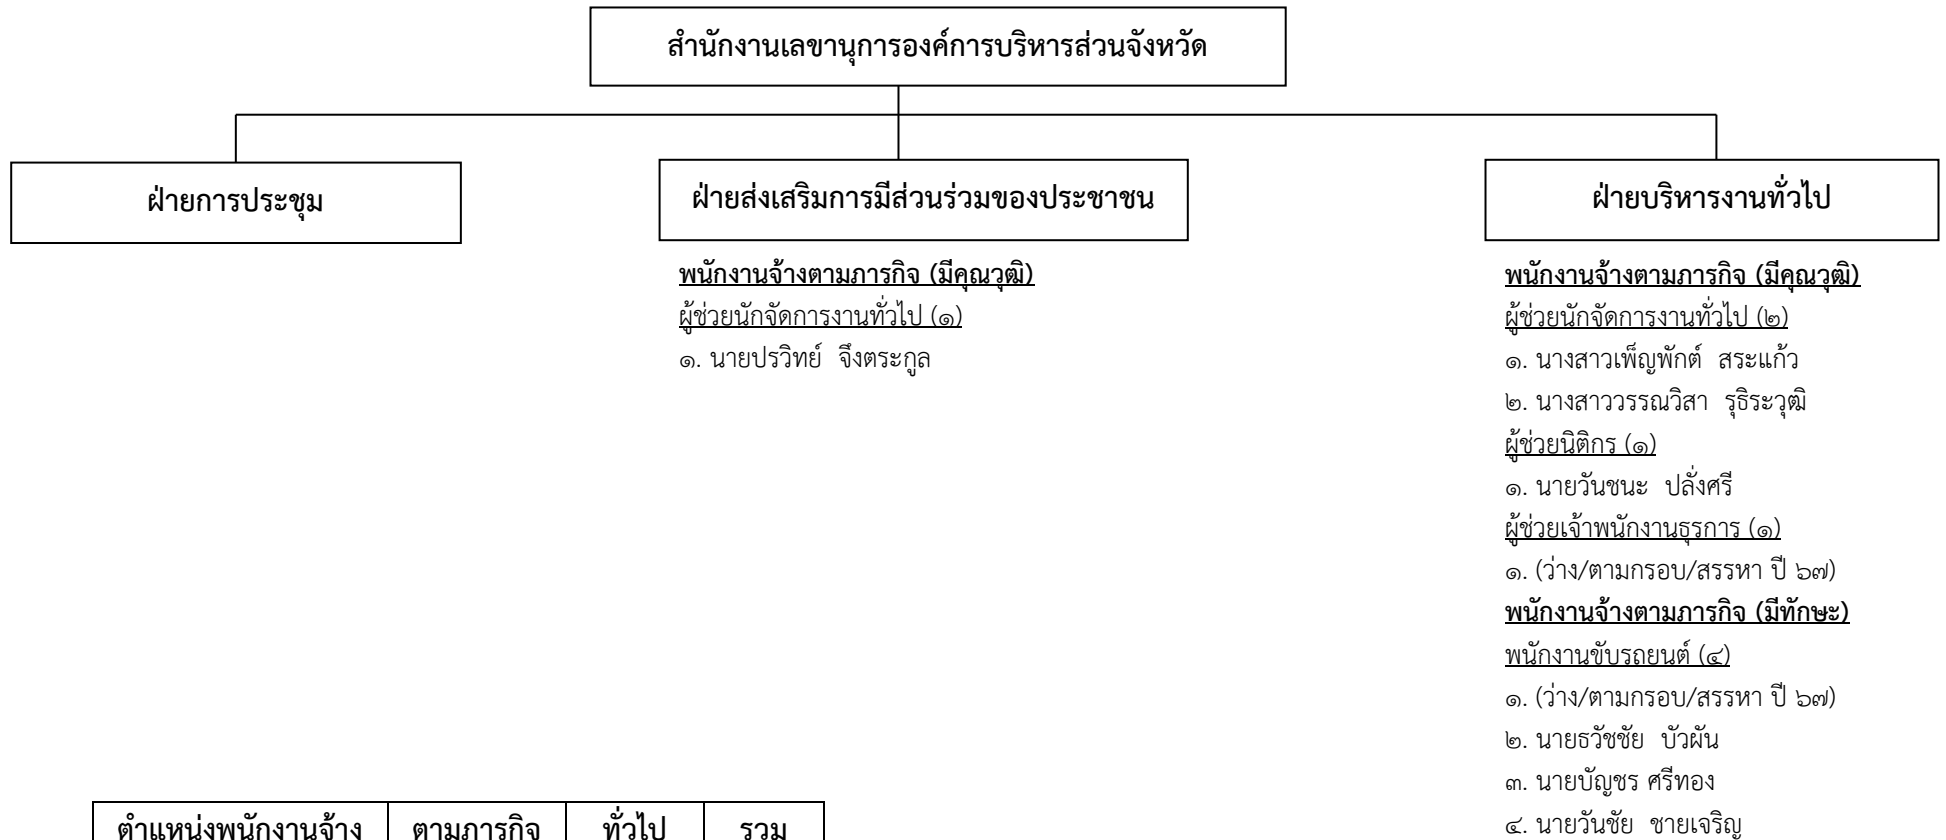 สำนักงานเลขานุการองค์การบริหารส่วนจังหวัด
ฝ่ายการประชุม
ฝ่ายส่งเสริมการมีส่วนร่วมของประชาชน
พนักงานจ้างตามภารกิจ (มีคุณวุฒิ)
ผู้ช่วยนักจัดการงานทั่วไป (๑)
๑. นายปรวิทย์ จึงตระกูล
ฝ่ายบริหารงานทั่วไป
พนักงานจ้างตามภารกิจ (มีคุณวุฒิ)
ผู้ช่วยนักจัดการงานทั่วไป (๒)
๑. นางสาวเพ็ญพักต์ สระแก้ว
๒. นางสาววรรณวิสา รุธิระวุฒิ
ผู้ช่วยนิติกร (๑)
๑. นายวันชนะ ปลั่งศรี
ผู้ช่วยเจ้าพนักงานธุรการ (๑)
๑. (ว่าง/ตามกรอบ/สรรหา ปี ๖๗)
พนักงานจ้างตามภารกิจ (มีทักษะ)
พนักงานขับรถยนต์ (๔)
๑. (ว่าง/ตามกรอบ/สรรหา ปี ๖๗)
๒. นายธวัชชัย บัวผัน
๓. นายบัญชร ศรีทอง
๔. นายวันชัย ชายเจริญ
ตำแหน่งพนักงานจ้าง ตามภารกิจ ทั่วไป รวม